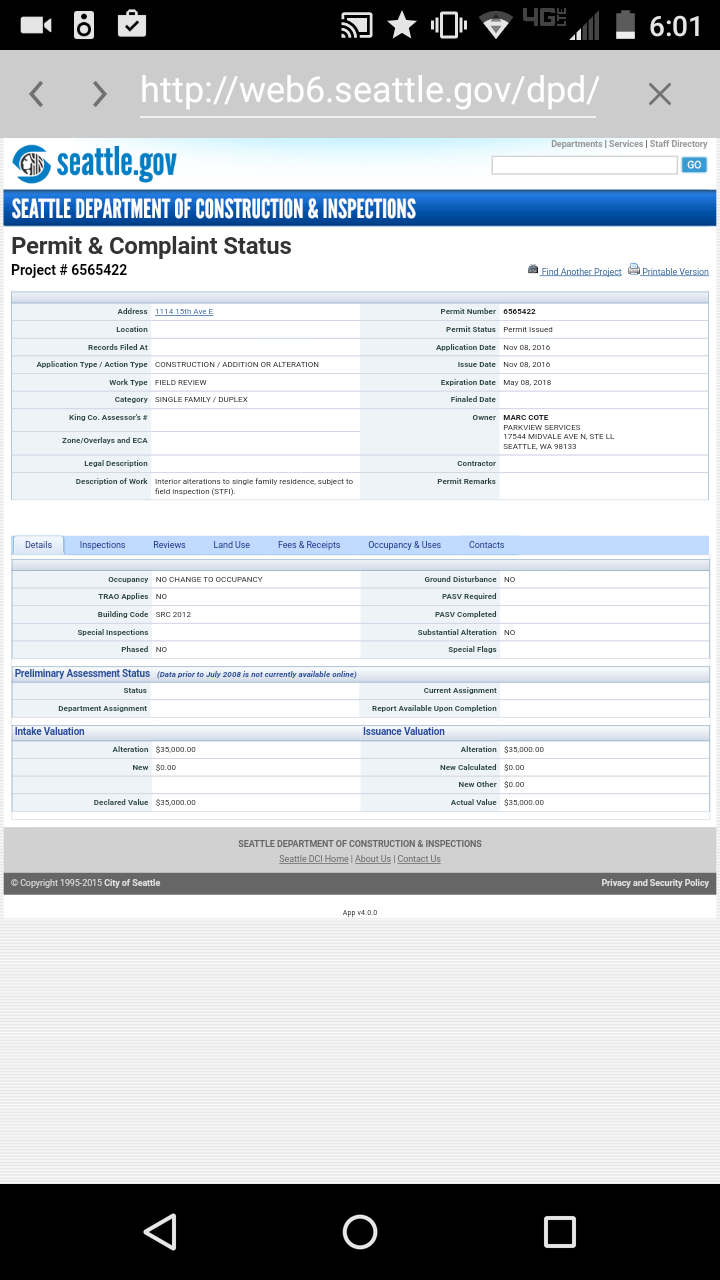 4G LTE 6:01
http://web6.seattle.gov/dpd/
Departments | Services | Staff Directory
seattle.gov
GO
SEATTLE DEPARTMENT OF CONSTRUCTION & INSPECTIONS
Permit & Complaint Status
Project # 6565422
Find Another Project Printable Version
Address 1114 15th Ave E Permit Number 6565422
Location Permit Status Permit Issued
Records Filed At Application Date Nov 08, 2016
Application Type / Action Type CONSTRUCTION / ADDITION OR ALTERATION Issue Date Nov 08, 2016
Work Type FIELD REVIEW Expiration Date May 08, 2018
Category SINGLE FAMILY / DUPLEX Finaled Date
King Co. Assessor's # Owner MARC COTE
PARKVIEW SERVICES
Zone/Overlays and ECA 17544 MIDVALE AVE N, STE LL
SEATTLE, WA 98133
Legal Description Contractor
Description of Work Interior alterations to single family residence, subject to Permit Remarks
field inspection (STFI).
Details Inspections Reviews Land Use Fees & Receipts Occupancy & Uses Contacts
Occupancy NO CHANGE TO OCCUPANCY Ground Disturbance NO
TRAO Applies NO PASV Required
Building Code SRC 2012 PASV Completed
Special Inspections Substantial Alteration NO
Phased NO Special Flags
Preliminary Assessment Status (Data prior to July 2008 is not currently available online)
Status Current Assignment
Department Assignment Report Available Upon Completion
Intake Valuation Issuance Valuation
Alteration $35,000.00 Alteration $35,000.00
New $0.00 New Calculated $0.00
New Other $0.00
Declared Value $35,000.00 Actual Value $35,000.00
SEATTLE DEPARTMENT OF CONSTRUCTION & INSPECTIONS
Seattle DCI Home | About Us | Contact Us
© Copyright 1995-2015 City of Seattle Privacy and Security Policy
App v4.0.0